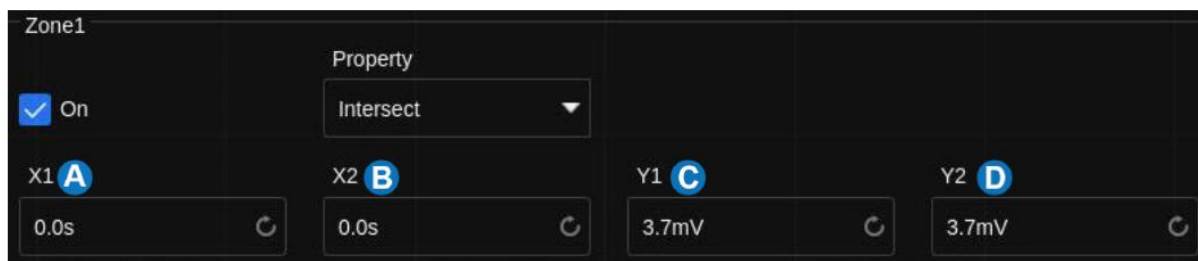 Zone1
Property
On
Intersect
X1 A
X2 B
Y1 C
Y2 D
0.0s
0.0s
3.7mV
3.7mV